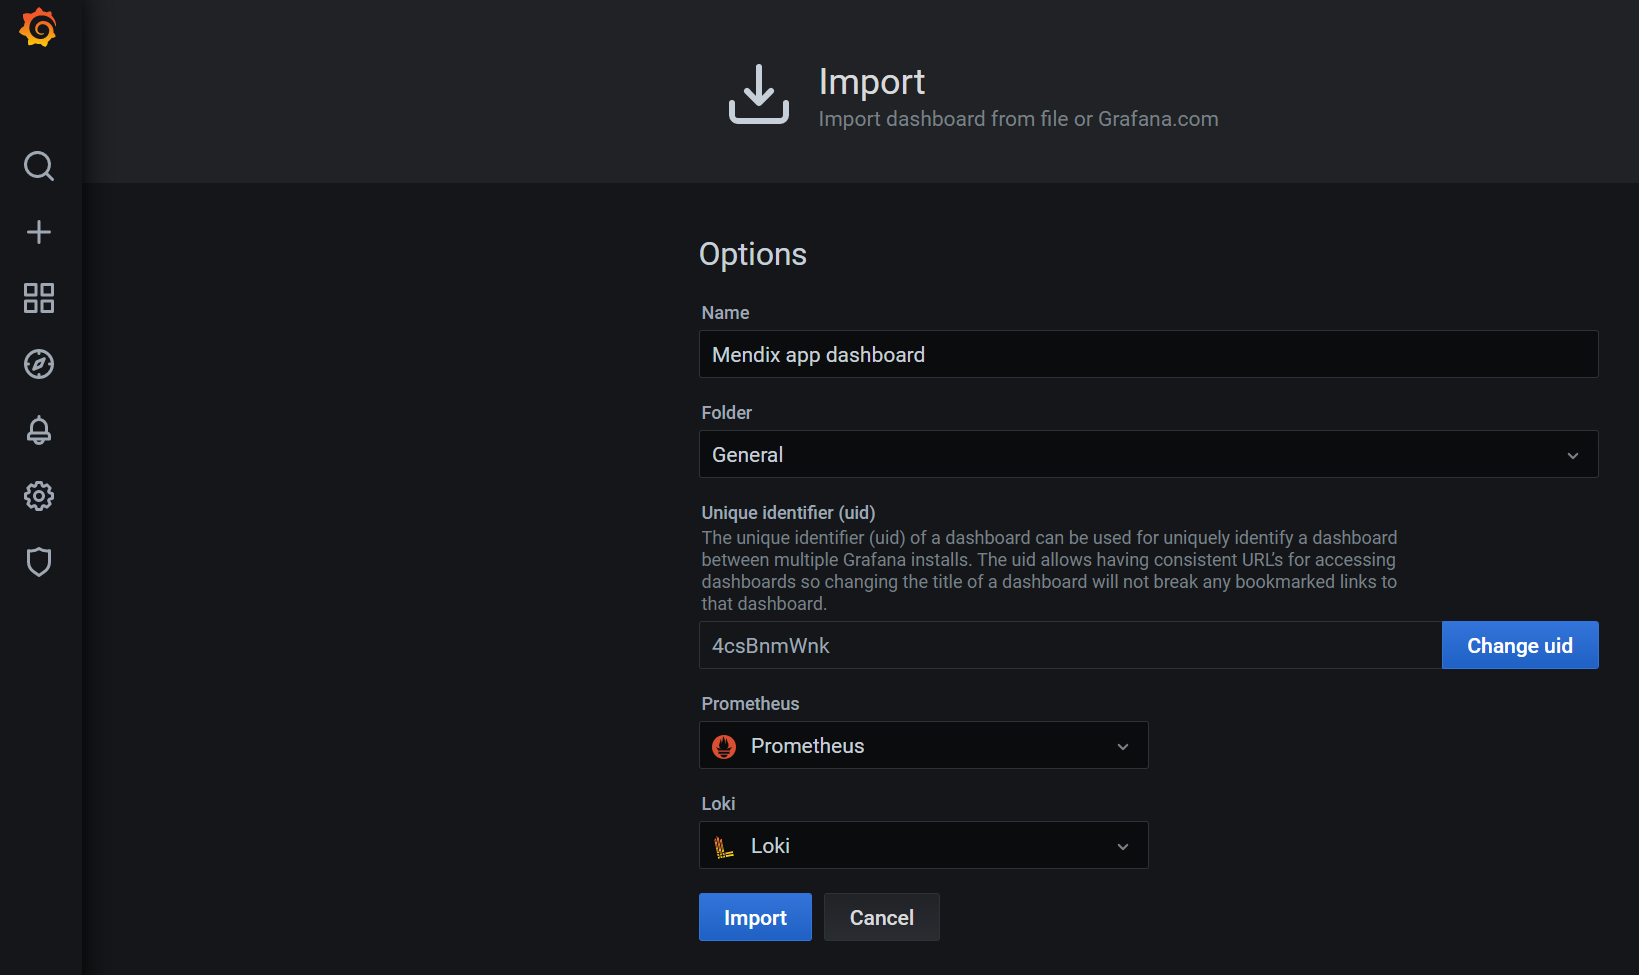 Import
Import dashboard from file or Grafana.com
Options
Name
Mendix app dashboard
Folder
General
Unique identifier (uid)
The unique identifier (uid) of a dashboard can be used for uniquely identify a dashboard
between multiple Grafana installs. The uid allows having consistent URL’s for accessing
dashboards so changing the title of a dashboard will not break any bookmarked links to
that dashboard.
4csBnmWnk
Change uid
Prometheus
Prometheus
Loki
Loki
Import
Cancel